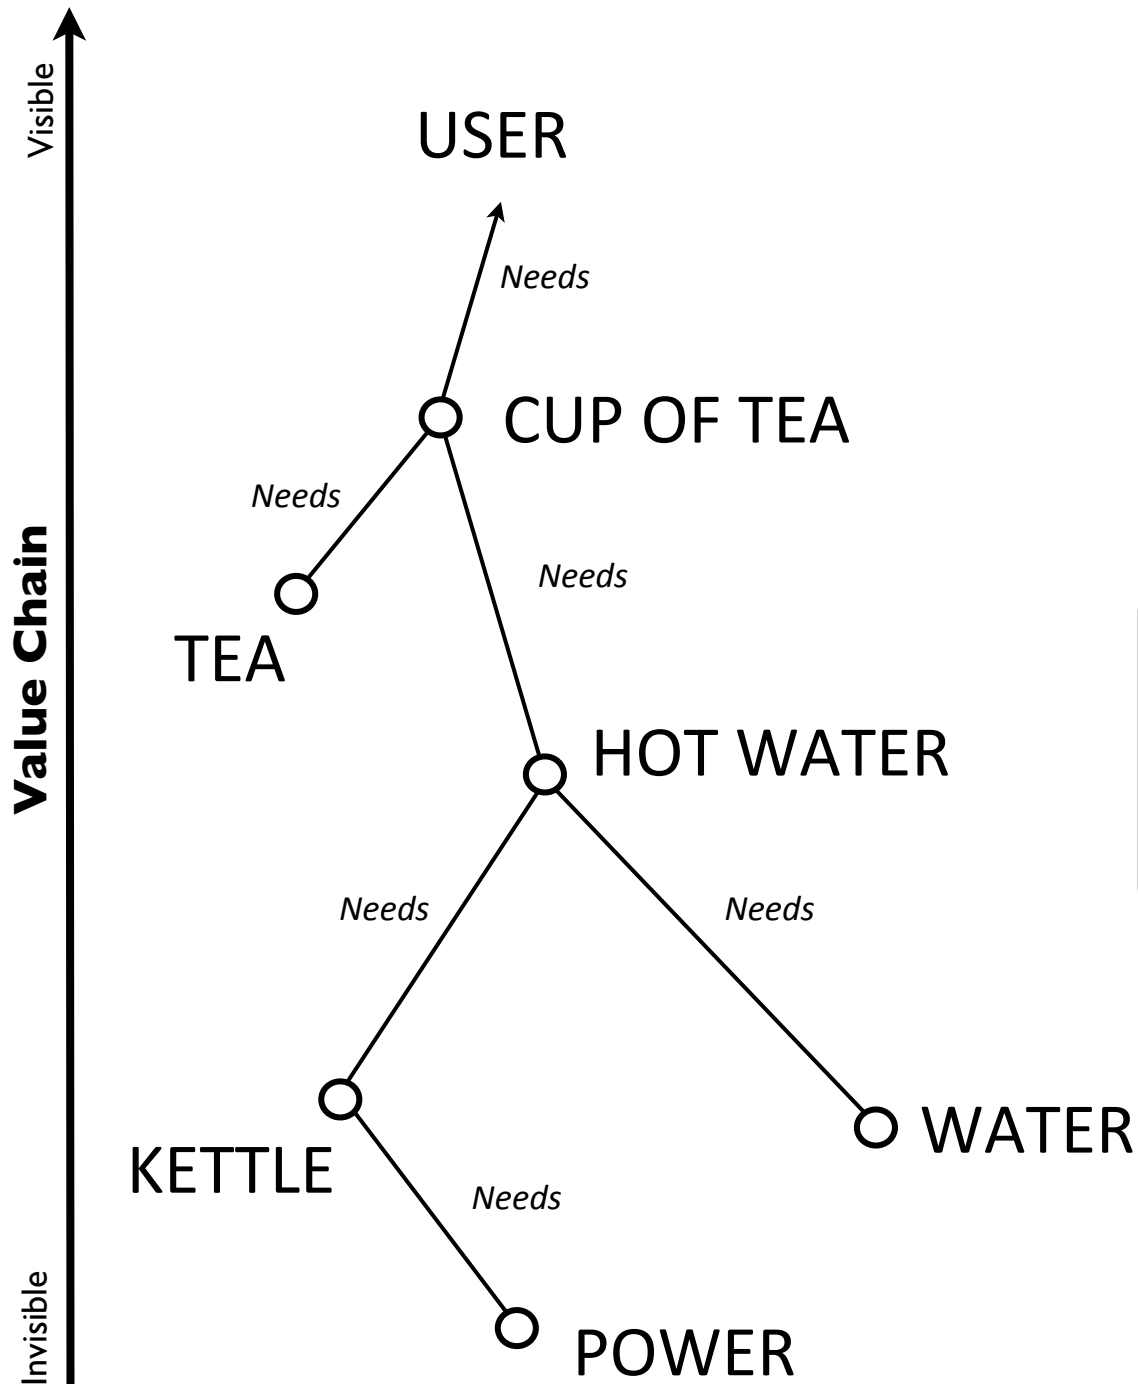 Visible
USER
Needs
CUP OF TEA
Needs
Needs
TEA
Value Chain
HOT WATER
Needs
Needs
KETTLE
WATER
Needs
Invisible
POWER